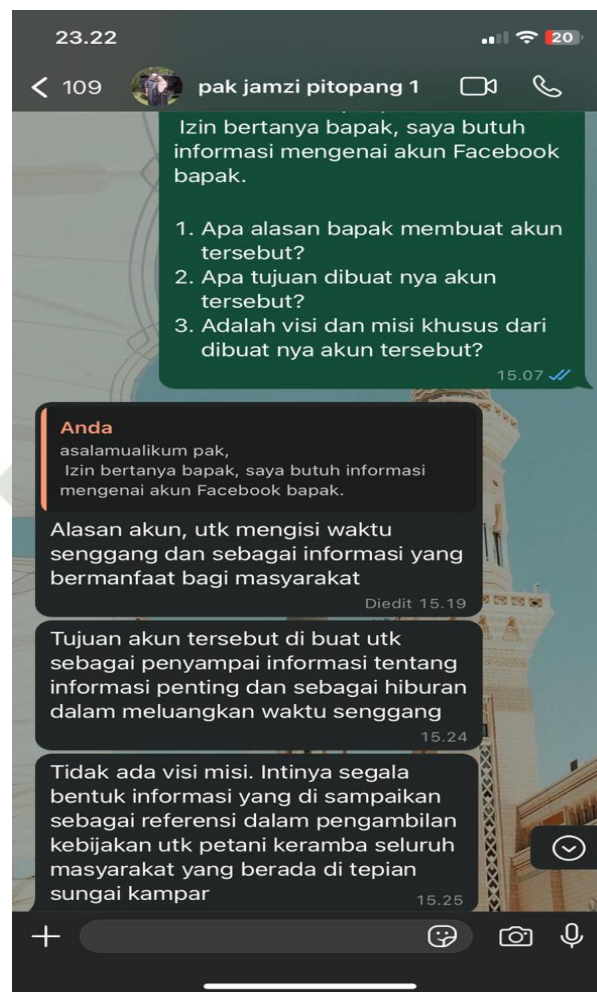 23.22
20
109
pak jamzi pitopang 1
Izin bertanya bapak, saya butuh
informasi mengenai akun Facebook
bapak.
1. Apa alasan bapak membuat akun
tersebut?
2. Apa tujuan dibuat nya akun
tersebut?
3. Adalah visi dan misi khusus dari
dibuat nya akun tersebut?
15.07
Anda
asalamualikum pak,
Izin bertanya bapak, saya butuh informasi
mengenai akun Facebook bapak.
Alasan akun, utk mengisi waktu
senggang dan sebagai informasi yang
bermanfaat bagi masyarakat
Diedit 15.19
Tujuan akun tersebut di buat utk
sebagai penyampai informasi tentang
informasi penting dan sebagai hiburan
dalam meluangkan waktu senggang
15.24
Tidak ada visi misi. Intinya segala
bentuk informasi yang di sampaikan
sebagai referensi dalam pengambilan
kebijakan utk petani keramba seluruh
masyarakat yang berada di tepian
sungai kampar
15.25